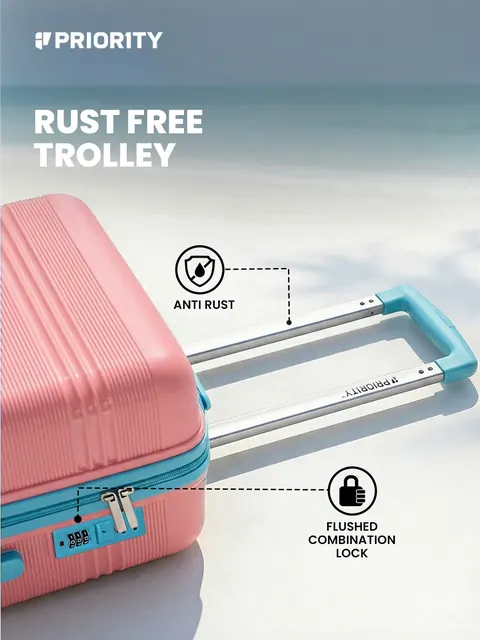 PRIORITY
RUST FREE
TROLLEY
ANTI RUST
PRIORITY
FLUSHED
COMBINATION
LOCK